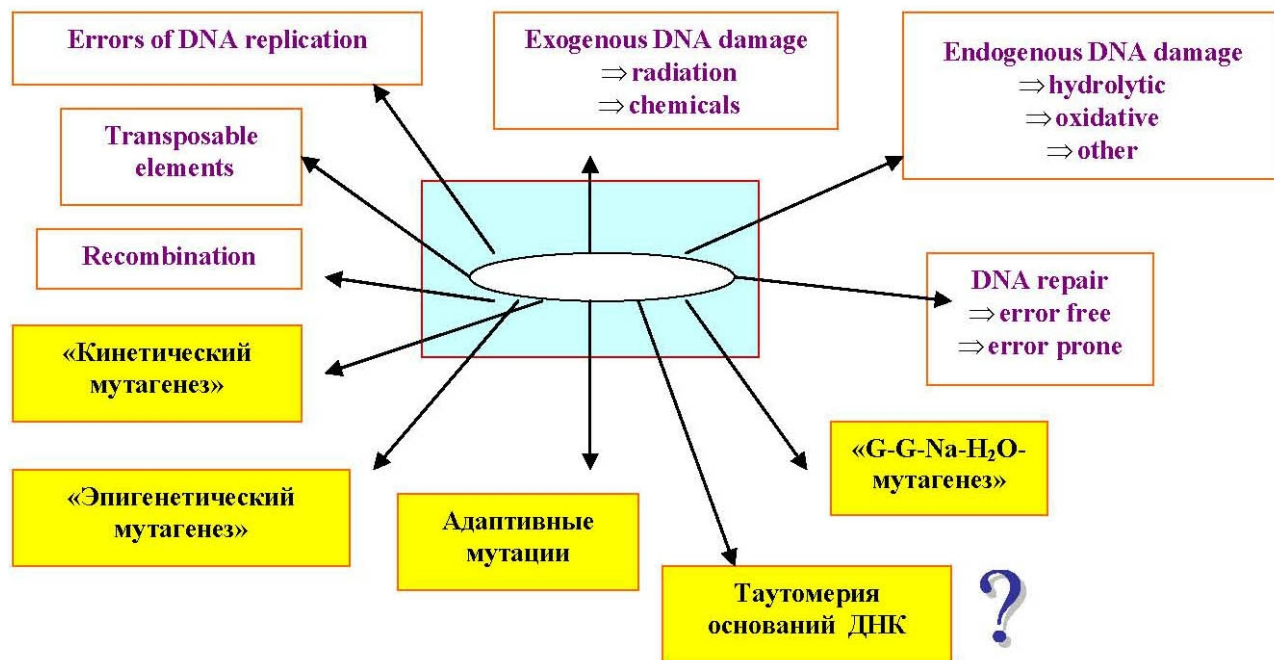 Errors of DNA replication
Exogenous DNA damage
⇒ radiation
⇒ chemicals
Endogenous DNA damage
⇒ hydrolytic
⇒ oxidative
⇒ other
Transposable
elements
Recombination
DNA repair
⇒ error free
⇒ error prone
«Кинетический
мутагенез»
«G-G-Na-H₂O-
мутагенез»
«Эпигенетический
мутагенез»
Адаптивные
мутации
Таутомерия
оснований ДНК
?